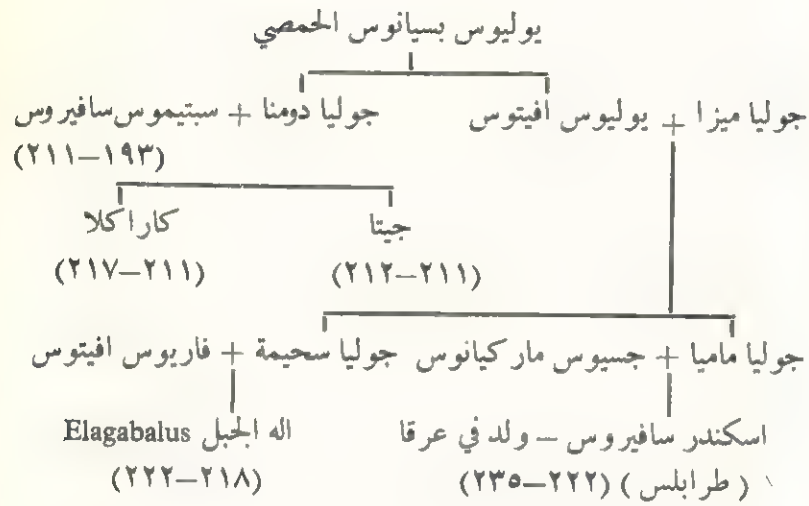 يوليوس بسيانوس الحمصي
جوليا ميزا + يوليوس افيتوس جوليا دومنا + سبتيموس سافيروس
(١٩٣–٢١١)
جيتا كاراكلا
(٢١١–٢١٢) (٢١١–٢١٧)
جوليا ماميا + جسيوس ماركيانوس جوليا سحيمة + فاريوس افيتوس
اسكندر سافيروس – ولد في عرقا اله الجبل Elagabalus
(طرابلس) (٢٢٢–٢٣٥) (٢١٨–٢٢٢)